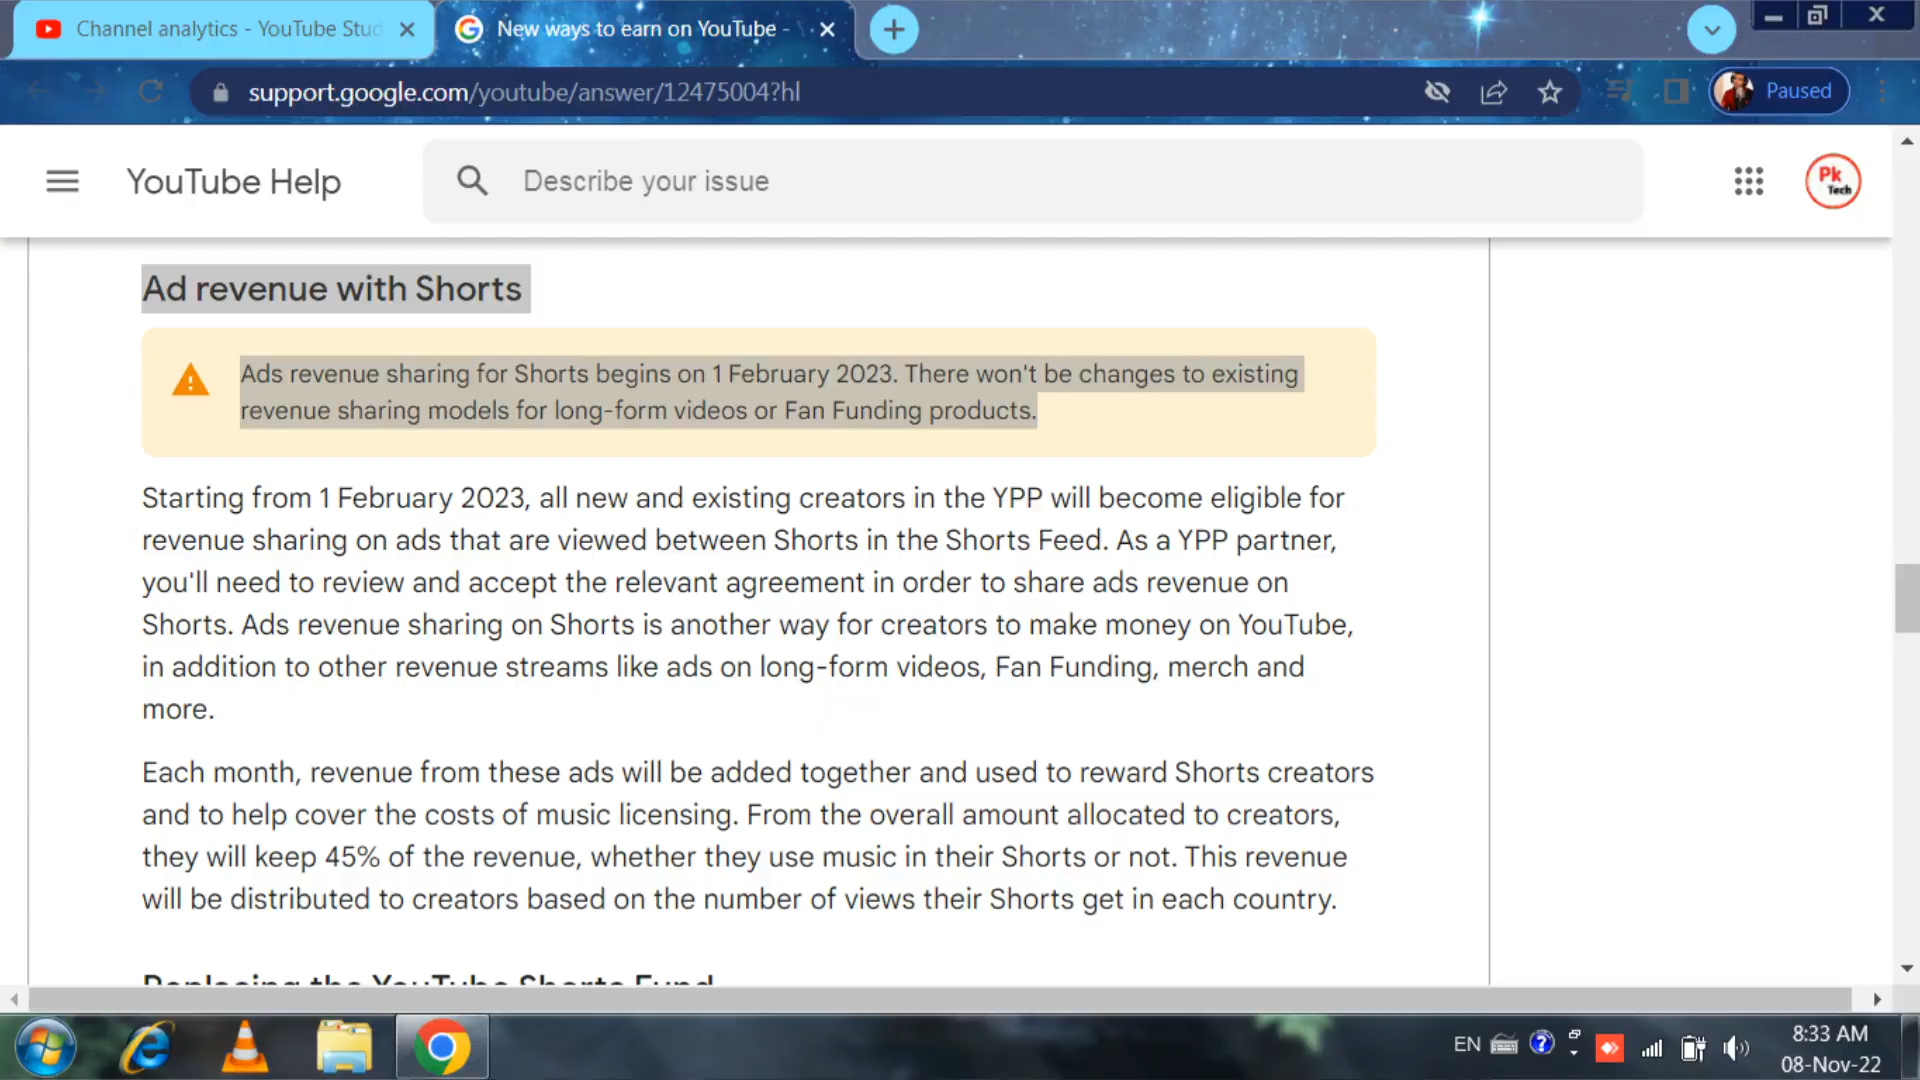 Channel analytics - YouTube Stud
New ways to earn on YouTube -
support.google.com/youtube/answer/12475004?hl
Paused
YouTube Help
Describe your issue
Pk
Tech
Ad revenue with Shorts
Ads revenue sharing for Shorts begins on 1 February 2023. There won't be changes to existing
revenue sharing models for long-form videos or Fan Funding products.
Starting from 1 February 2023, all new and existing creators in the YPP will become eligible for
revenue sharing on ads that are viewed between Shorts in the Shorts Feed. As a YPP partner,
you'll need to review and accept the relevant agreement in order to share ads revenue on
Shorts. Ads revenue sharing on Shorts is another way for creators to make money on YouTube,
in addition to other revenue streams like ads on long-form videos, Fan Funding, merch and
more.
Each month, revenue from these ads will be added together and used to reward Shorts creators
and to help cover the costs of music licensing. From the overall amount allocated to creators,
they will keep 45% of the revenue, whether they use music in their Shorts or not. This revenue
will be distributed to creators based on the number of views their Shorts get in each country.
Replacing the YouTube Shorts Fund
EN
8:33 AM
08-Nov-22